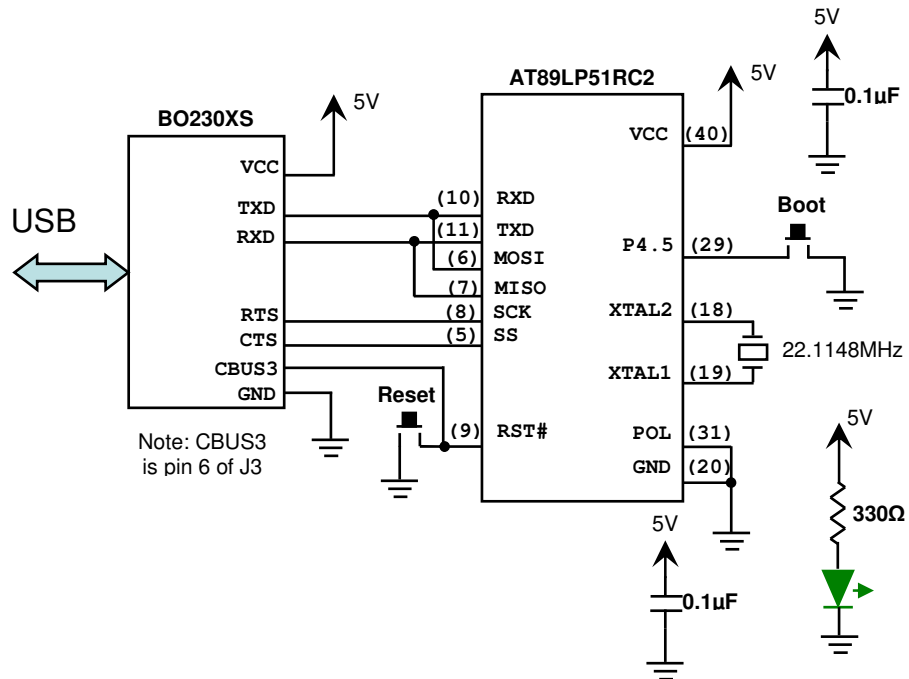 5V
AT89LP51RC2
5V
0.1µF
5V
BO230XS
VCC
(40)
VCC
TXD
(10)
RXD
Boot
USB
RXD
(11)
TXD
P4.5
(29)
(6)
MOSI
(7)
MISO
RTS
(8)
SCK
XTAL2
(18)
CTS
(5)
SS
22.1148MHz
CBUS3
XTAL1
(19)
GND
Reset
5V
(9)
RST#
POL
(31)
Note: CBUS3
is pin 6 of J3
GND
(20)
330Ω
5V
0.1µF